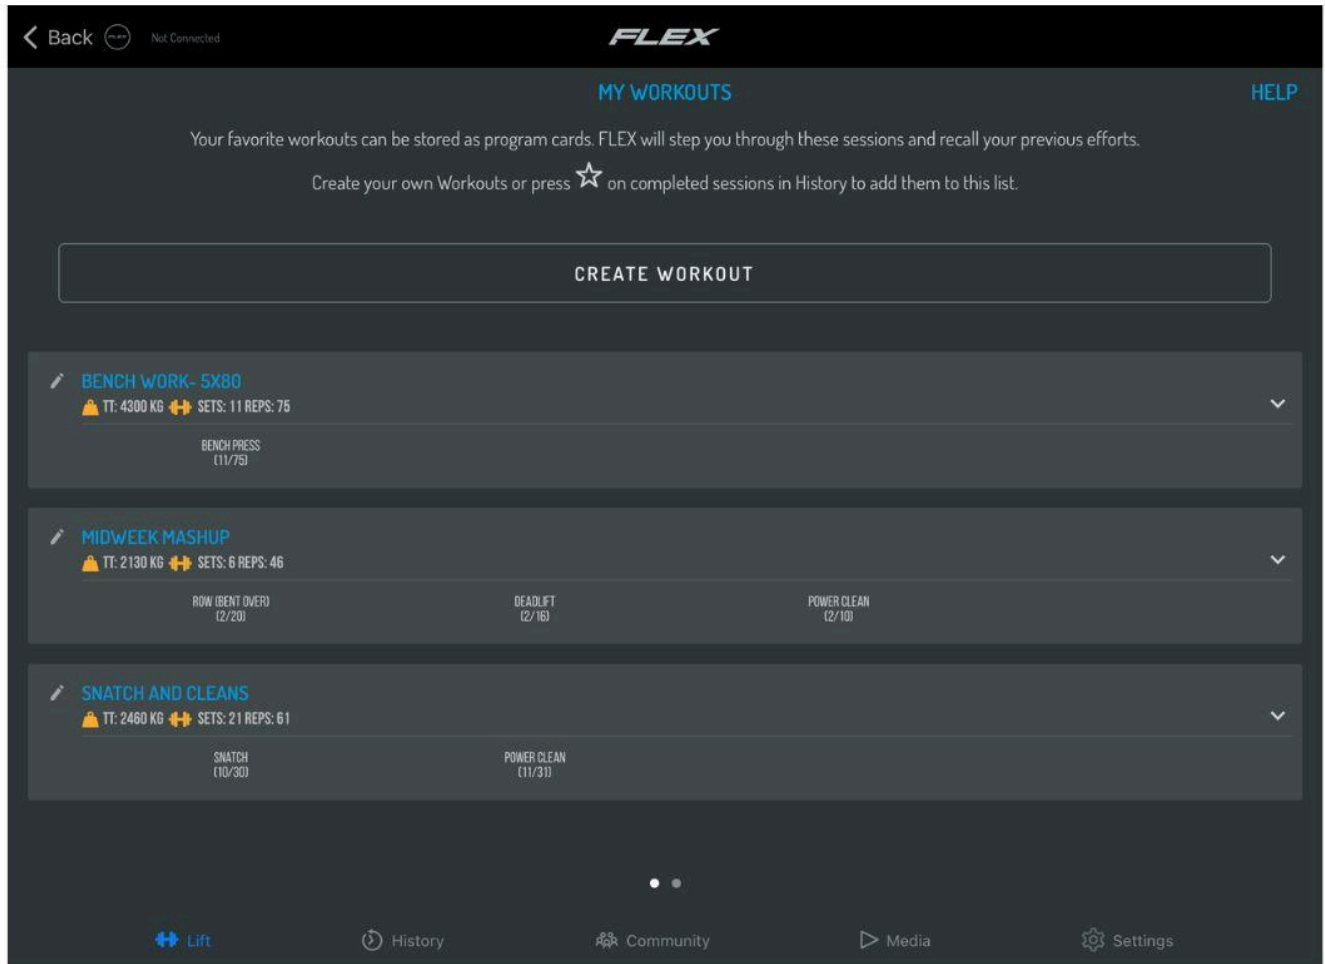 Back
Not Connected
FLEX
MY WORKOUTS
HELP
Your favorite workouts can be stored as program cards. FLEX will step you through these sessions and recall your previous efforts.
Create your own Workouts or press ☆ on completed sessions in History to add them to this list.
CREATE WORKOUT
BENCH WORK- 5X80
TT: 4300 KG SETS: 11 REPS: 75
BENCH PRESS
(11/75)
MIDWEEK MASHUP
TT: 2130 KG SETS: 6 REPS: 46
ROW (BENT OVER) DEADLIFT POWER CLEAN
(2/20) (2/16) (2/10)
SNATCH AND CLEANS
TT: 2460 KG SETS: 21 REPS: 61
SNATCH POWER CLEAN
(10/30) (11/31)
Lift History Community Media Settings